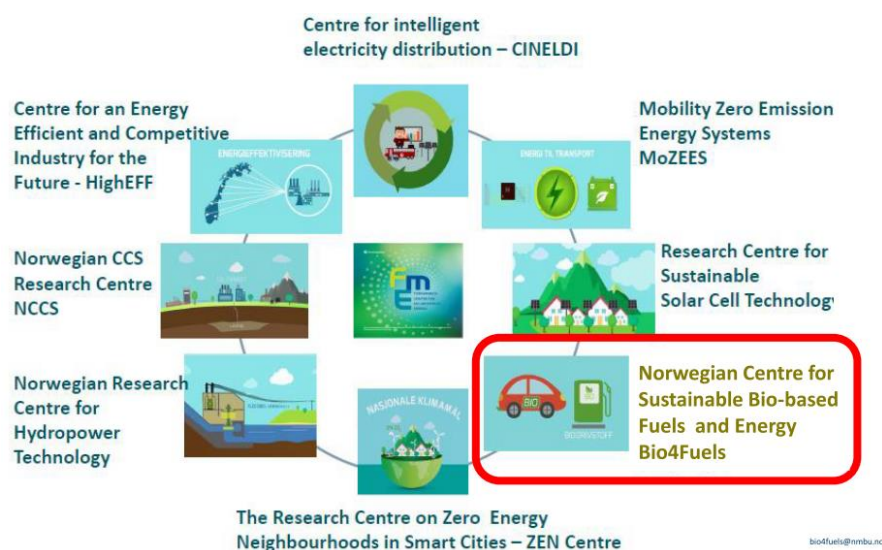 Centre for intelligent
electricity distribution – CINELDI
Centre for an Energy
Efficient and Competitive
Industry for the
Future - HighEFF
ENERGIEFFEKTIVISERING
Mobility Zero Emission
Energy Systems
MoZEES
ENERGI TIL TRANSPORT
Norwegian CCS
Research Centre
NCCS
FME
Research Centre for
Sustainable
Solar Cell Technology
Norwegian Research
Centre for
Hydropower
Technology
NASJONALE KLIMAMÅL
BIO
BIO
BIODRIVSTOFF
Norwegian Centre for
Sustainable Bio-based
Fuels and Energy
Bio4Fuels
The Research Centre on Zero Energy
Neighbourhoods in Smart Cities – ZEN Centre
bio4fuels@nmbu.no